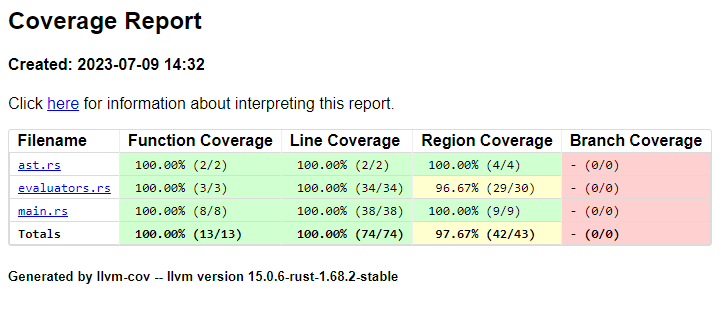 Coverage Report
Created: 2023-07-09 14:32
Click here for information about interpreting this report.
Filename Function Coverage Line Coverage Region Coverage Branch Coverage
ast.rs 100.00% (2/2) 100.00% (2/2) 100.00% (4/4) - (0/0)
evaluators.rs 100.00% (3/3) 100.00% (34/34) 96.67% (29/30) - (0/0)
main.rs 100.00% (8/8) 100.00% (38/38) 100.00% (9/9) - (0/0)
Totals 100.00% (13/13) 100.00% (74/74) 97.67% (42/43) - (0/0)
Generated by llvm-cov -- llvm version 15.0.6-rust-1.68.2-stable